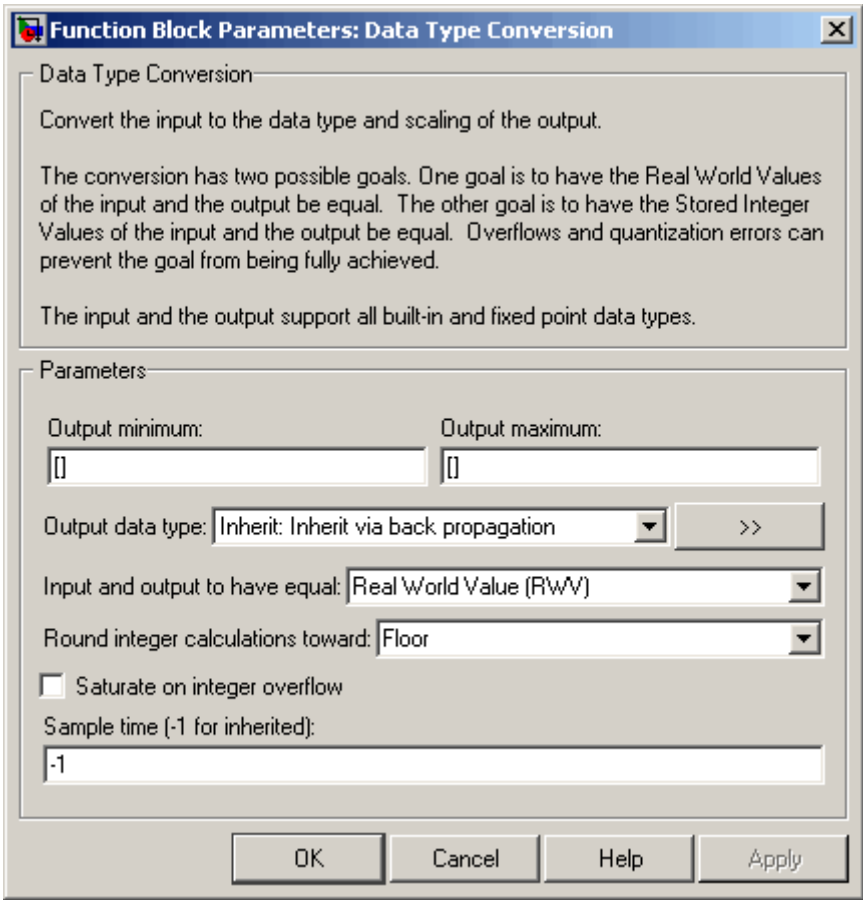 Function Block Parameters: Data Type Conversion
Data Type Conversion
Convert the input to the data type and scaling of the output.
The conversion has two possible goals. One goal is to have the Real World Values
of the input and the output be equal.  The other goal is to have the Stored Integer
Values of the input and the output be equal.  Overflows and quantization errors can
prevent the goal from being fully achieved.
The input and the output support all built-in and fixed point data types.
Parameters
Output minimum: Output maximum:
[] []
Output data type: Inherit: Inherit via back propagation >>
Input and output to have equal: Real World Value (RWV)
Round integer calculations toward: Floor
Saturate on integer overflow
Sample time (-1 for inherited):
-1
OK Cancel Help Apply